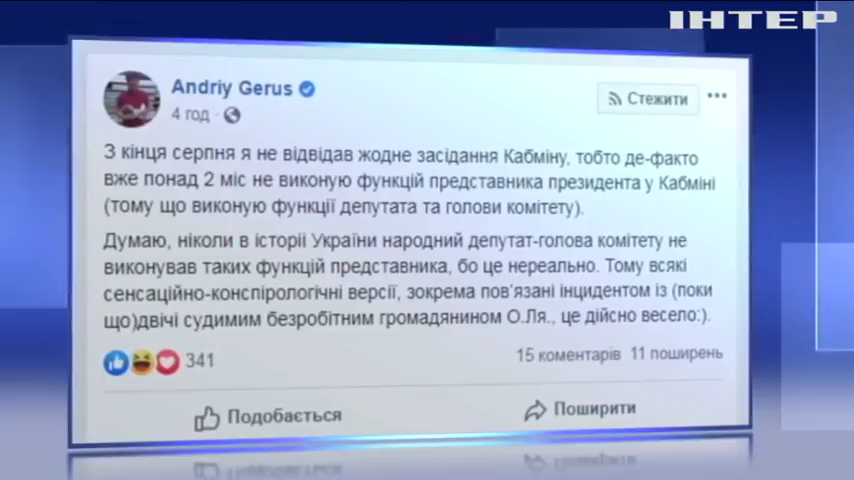 ІНТЕР
Andriy Gerus
4 год ·
Стежити
З кінця серпня я не відвідав жодне засідання Кабміну, тобто де-факто
вже понад 2 міс не виконую функцій представника президента у Кабміні
(тому що виконую функції депутата та голови комітету).
Думаю, ніколи в історії України народний депутат-голова комітету не
виконував таких функцій представника, бо це нереально. Тому всякі
сенсаційно-конспірологічні версії, зокрема пов'язані інцидентом із (поки
що)двічі судимим безробітним громадянином О.Ля., це дійсно весело:).
341
15 коментарів 11 поширень
Подобається
Поширити